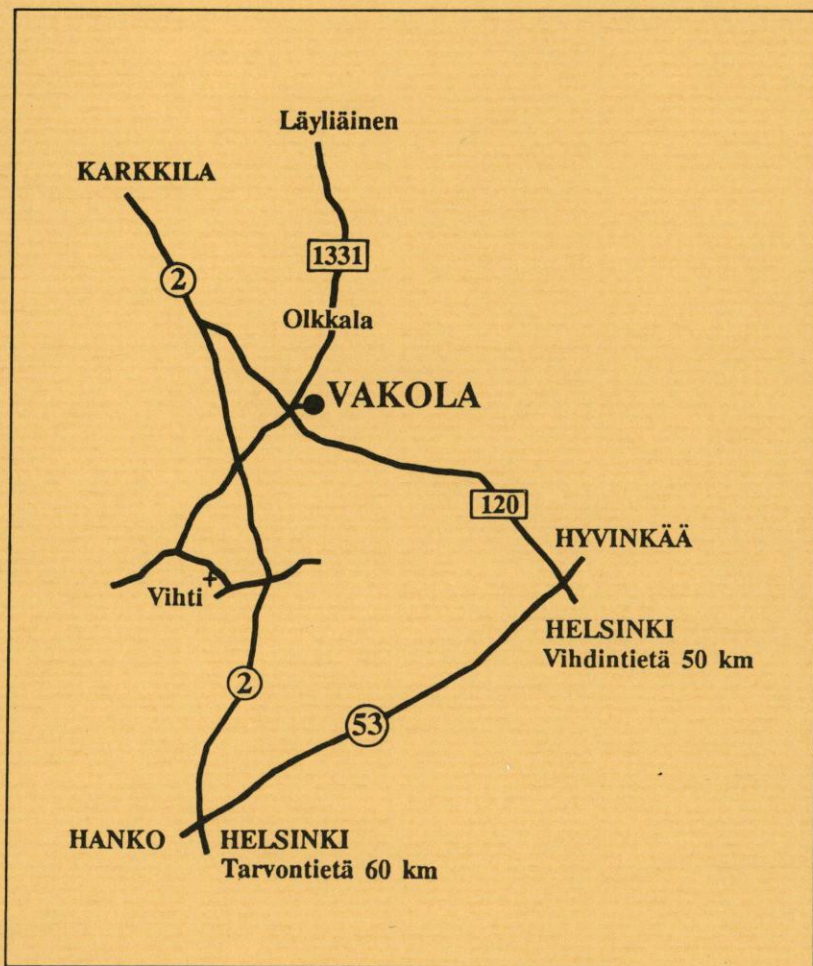 Läyliäinen
KARKKILA
1331
2
Olkkala
VAKOLA
120
HYVINKÄÄ
Vihti
HELSINKI
Vihdintietä 50 km
2
53
HANKO
HELSINKI
Tarvontietä 60 km